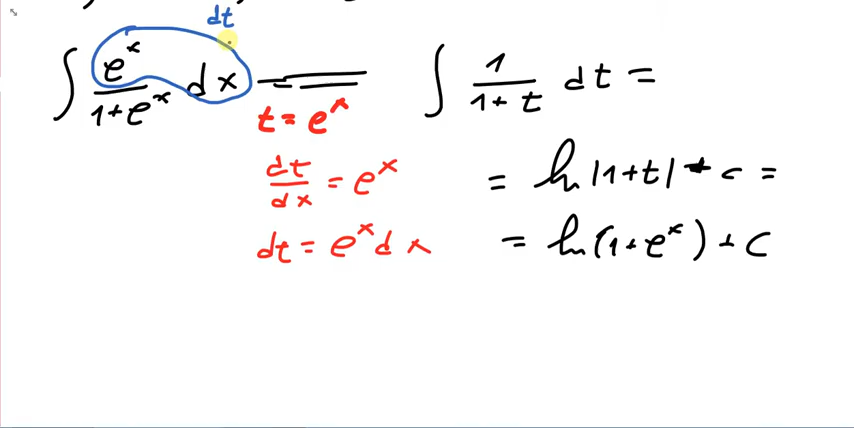 dt
∫ e^x / (1+e^x) dx = ∫ 1 / (1+t) dt =
t = e^x
dt/dx = e^x
= ln |1+t| + c =
dt = e^x dx
= ln (1+e^x) + C